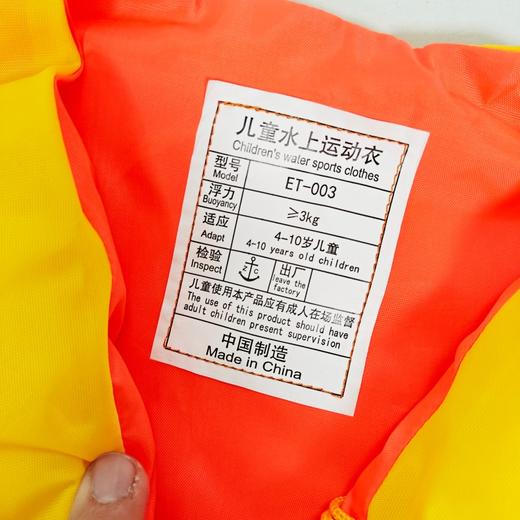 儿童水上运动衣
Children's water sports clothes
型号
Model
ET-003
浮力
Buoyancy
≥3kg
适应
Adapt
4-10岁儿童
4-10 years old children
检验
Inspect
Z C
出厂
leave the
factory
儿童使用本产品应有成人在场监督
The use of this product should have
adult children present supervision
中国制造
Made in China